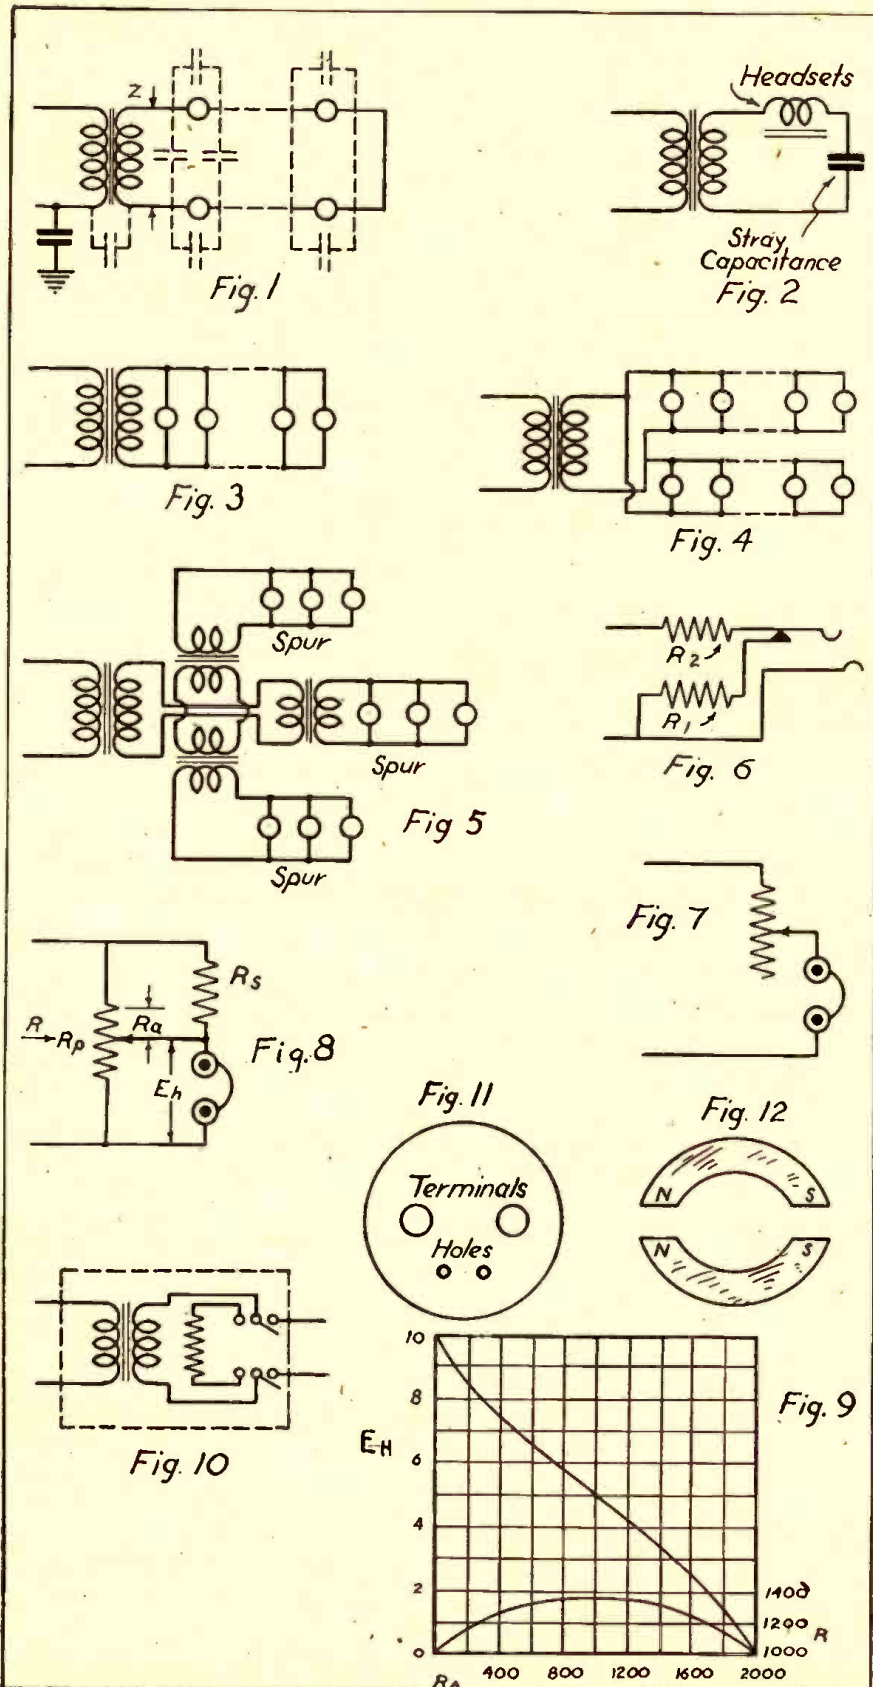 Z
Fig. 1
Headsets
Stray
Capacitance
Fig. 2
Fig. 3
Fig. 4
Spur
Spur
Spur
Fig 5
R2
R1
Fig. 6
Fig. 7
R
Rp
Ra
Rs
Eh
Fig. 8
Fig. 11
Terminals
Holes
Fig. 12
N S
N S
Fig. 10
Fig. 9
EH
10
8
6
4
2
0
1400
1200 R
1000
RA 400 800 1200 1600 2000